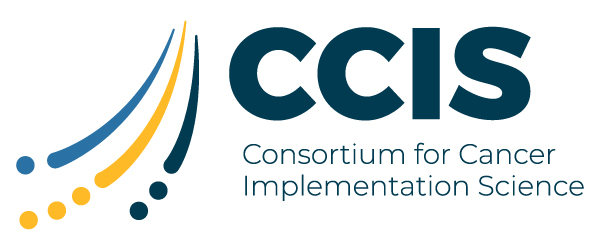 CCIS
Consortium for Cancer
Implementation Science